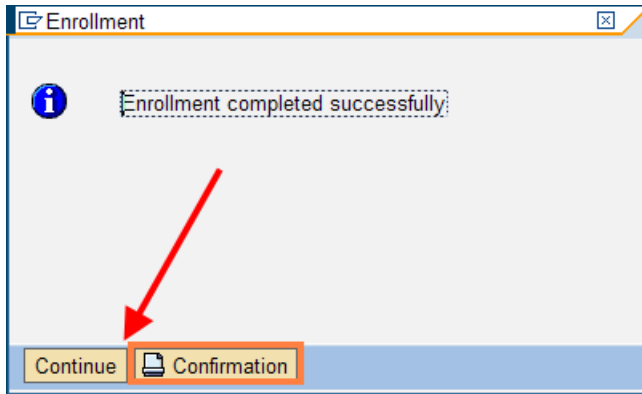 Enrollment
Enrollment completed successfully
Continue
Confirmation